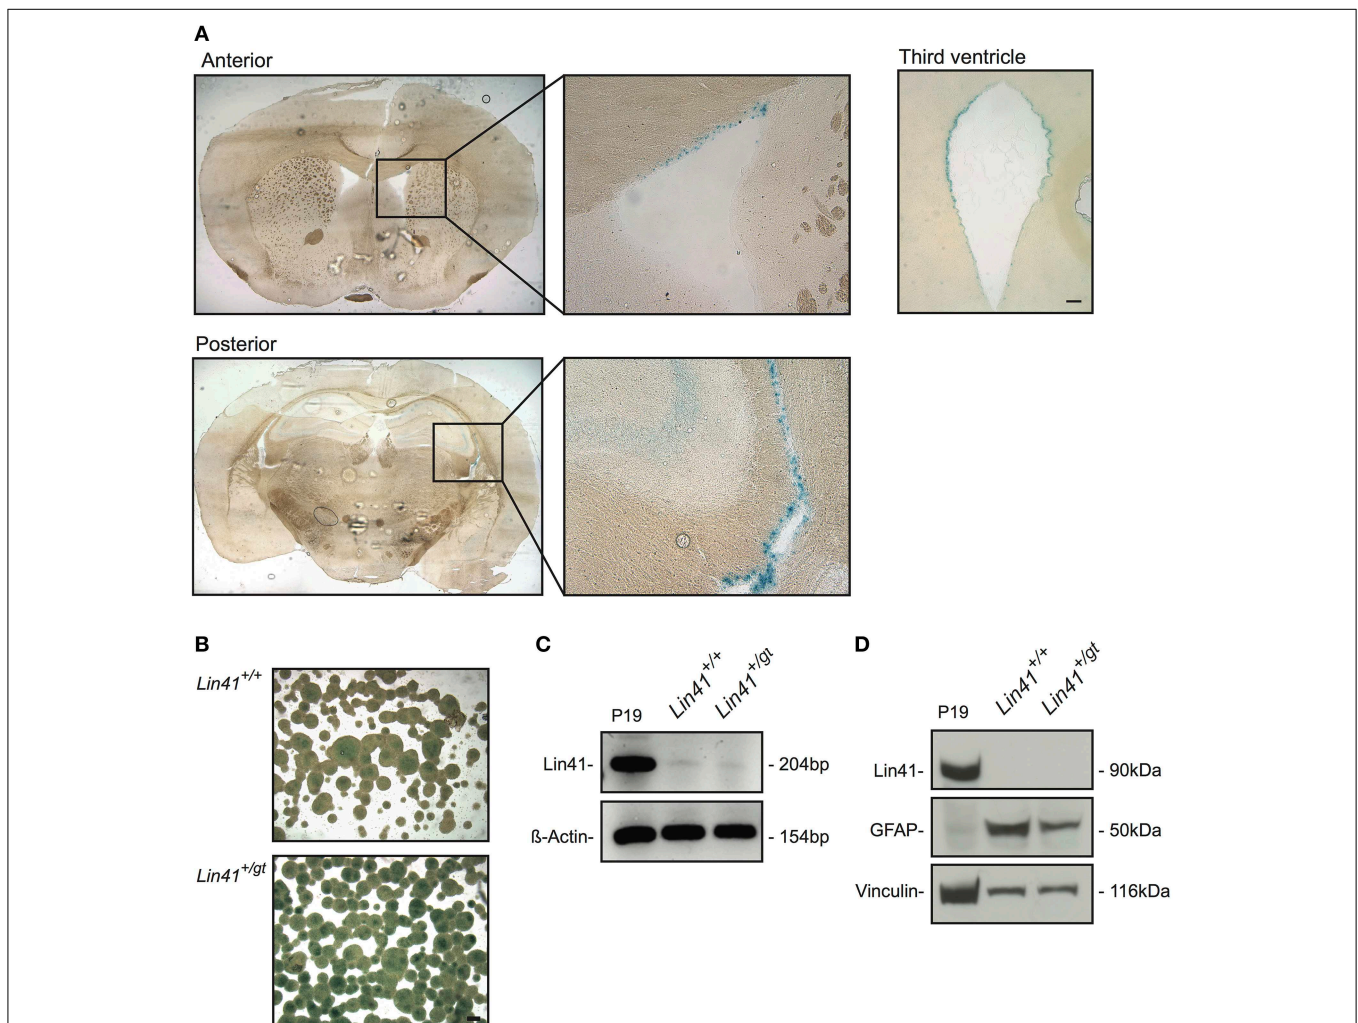 A
Anterior
Third ventricle
Posterior
B
Lin41+/+
Lin41+/gt
C
P19 Lin41+/+ Lin41+/gt
Lin41- - 204bp
ß-Actin- - 154bp
D
P19 Lin41+/+ Lin41+/gt
Lin41- - 90kDa
GFAP- - 50kDa
Vinculin- - 116kDa